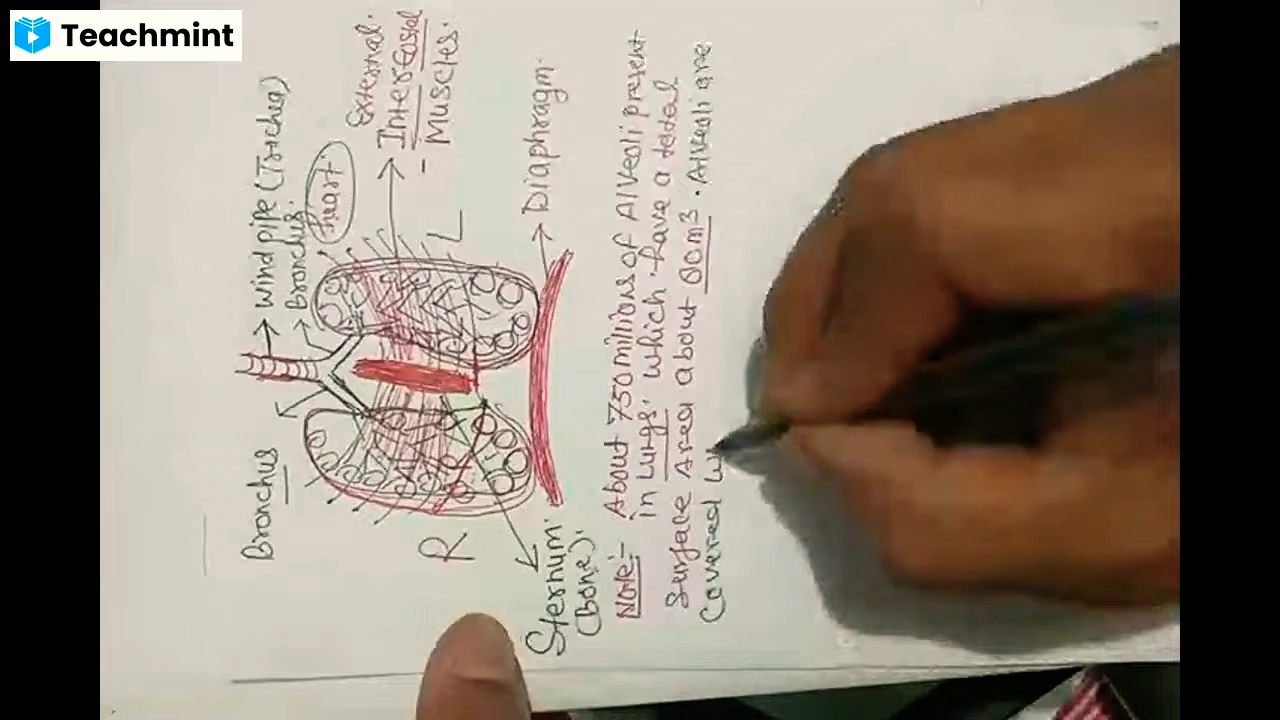 Teachmint
Bronchus
Wind pipe (Trachea)
Bronchus.
heart
External.
Intercostal
- Muscles.
R
L
Sternum.
(bone).
Diaphragm.
Note:- About 750 millions of Alveoli present
in Lungs. which have a total
Surface Area about 80m³. Alveoli are
Covered